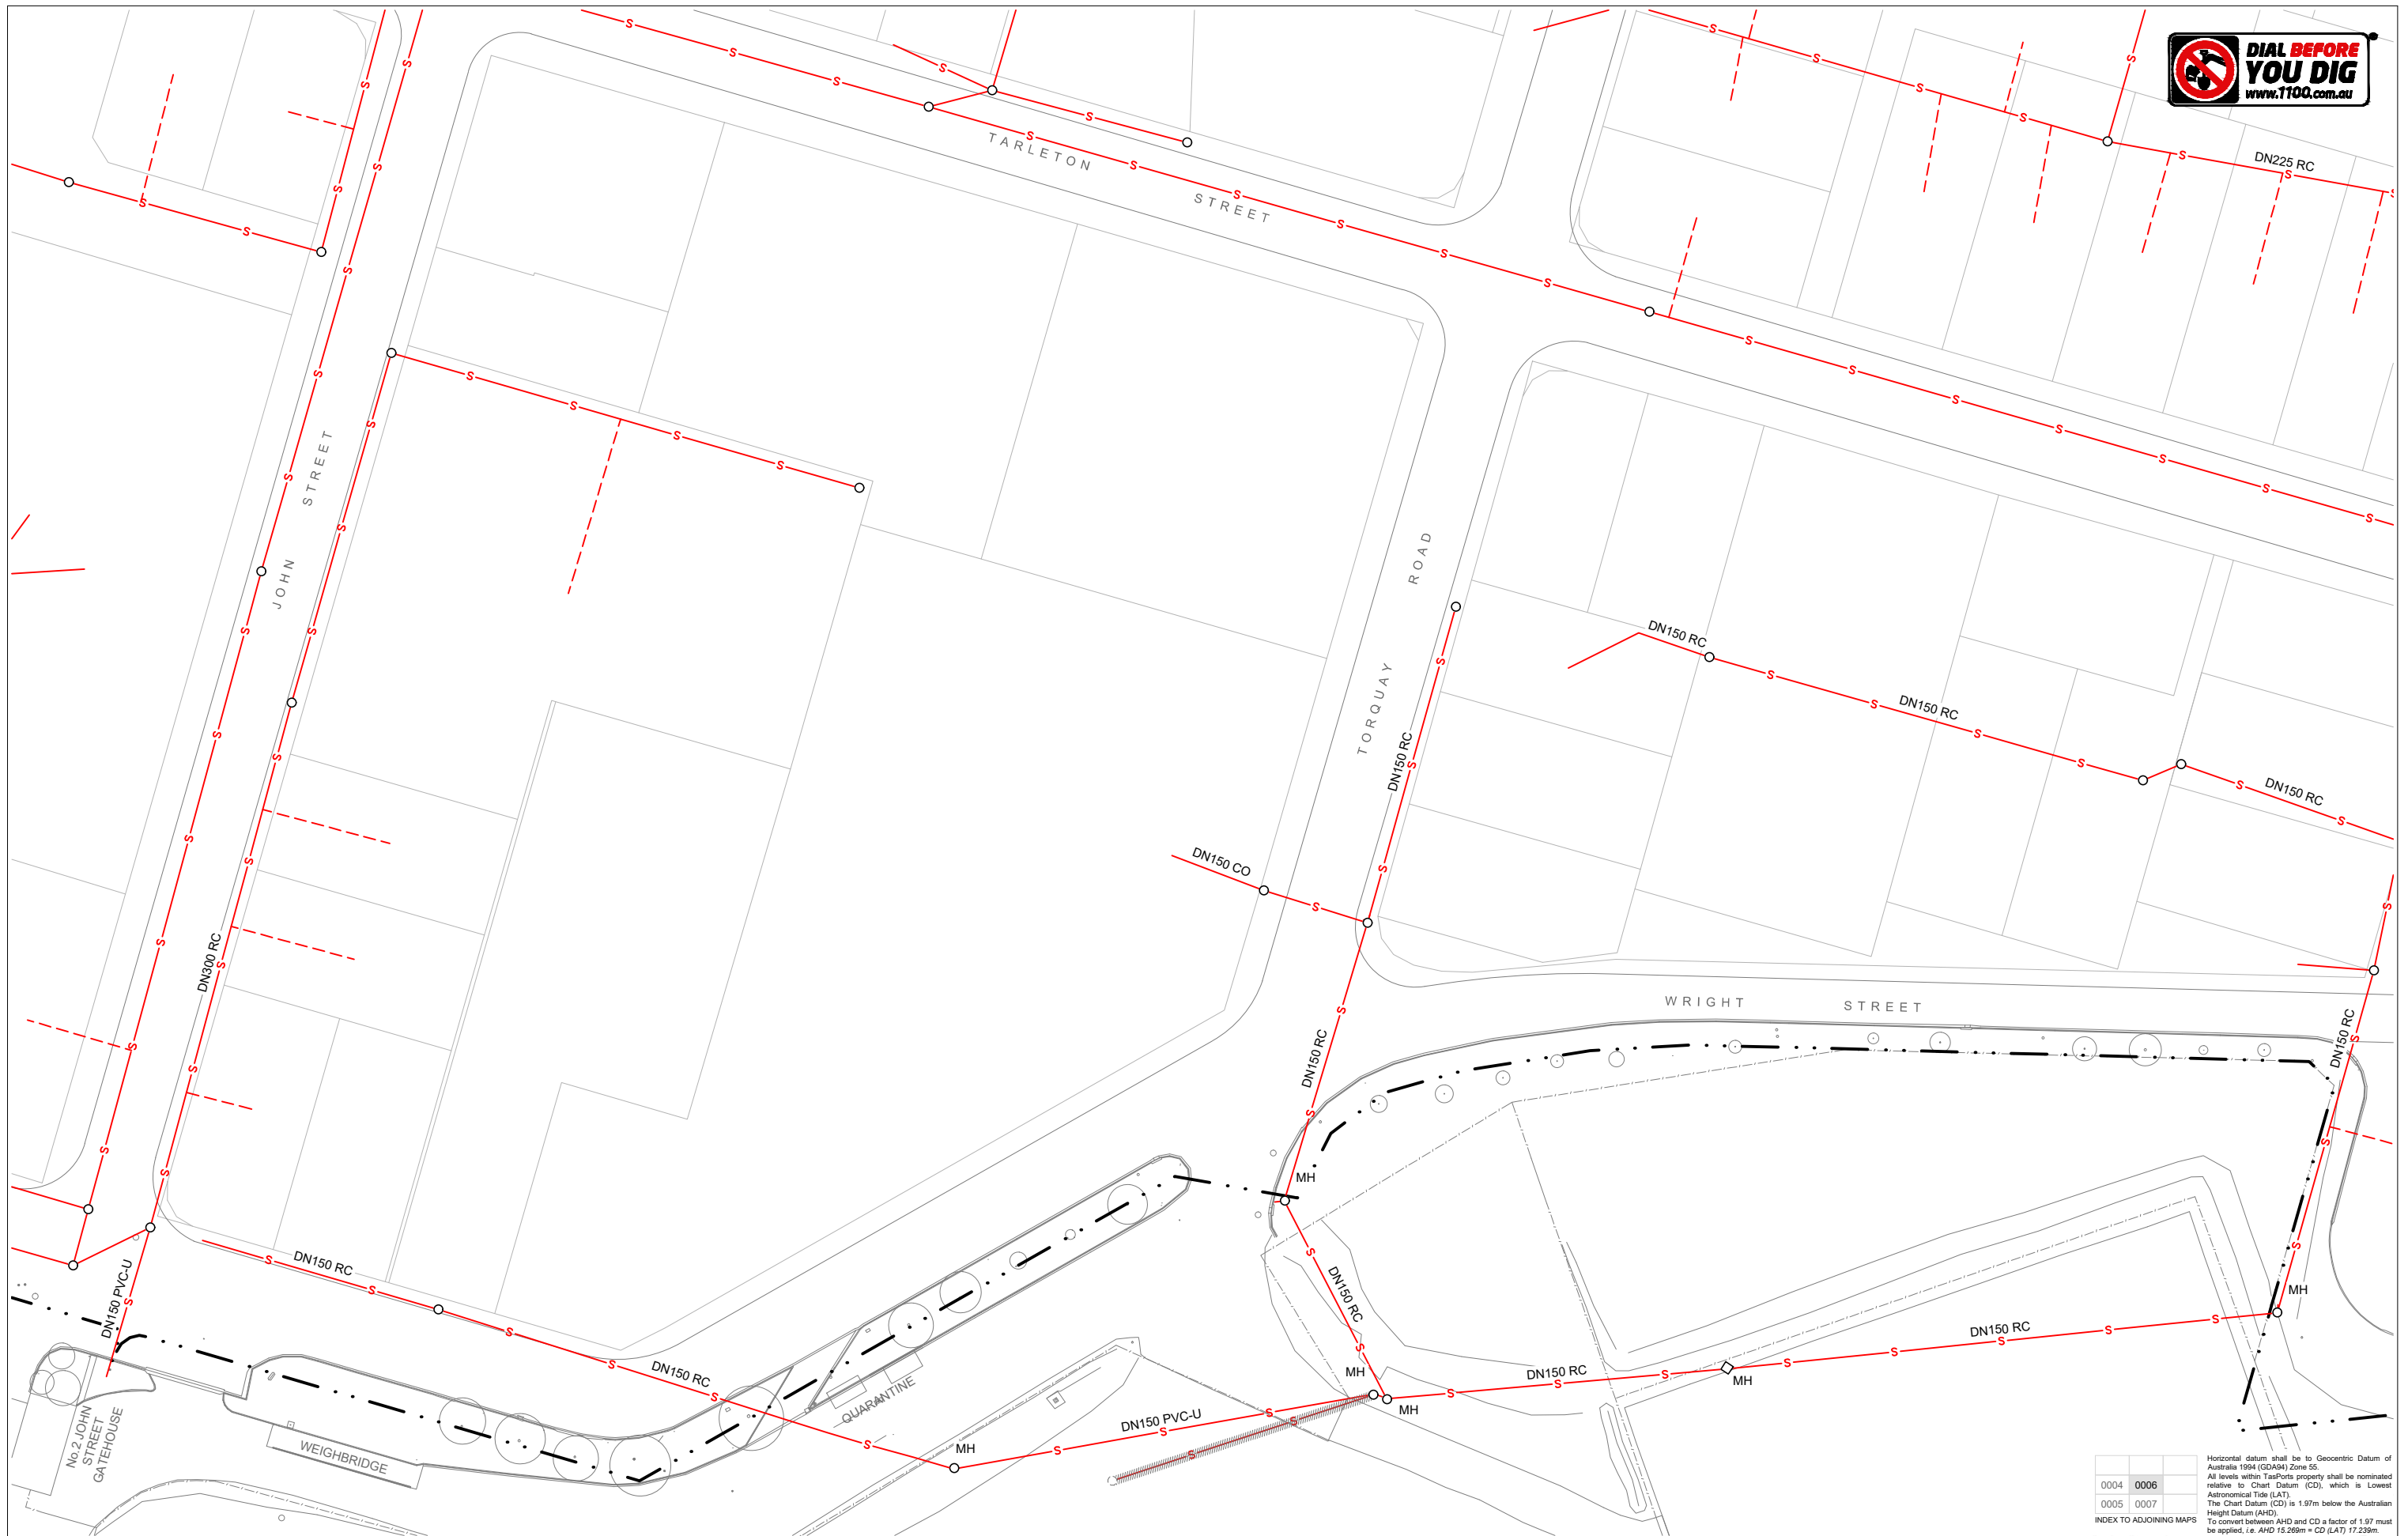 DIAL BEFORE
YOU DIG
www.1100.com.au
TARLETON
STREET
DN225 RC
JOHN STREET
TORQUAY ROAD
DN150 RC
DN150 RC
DN150 RC
DN150 RC
DN150 CO
DN300 RC
WRIGHT STREET
DN150 RC
DN150 RC
MH
DN150 RC
DN150 PVC-U
DN150 RC
MH
DN150 RC
DN150 RC
MH
DN150 RC
MH
QUARANTINE
DN150 PVC-U
MH
MH
No.2 JOHN
STREET
GATEHOUSE
WEIGHBRIDGE
0004 0006
0005 0007
INDEX TO ADJOINING MAPS
Horizontal datum shall be to Geocentric Datum of
Australia 1994 (GDA94) Zone 55.
All levels within TasPorts property shall be nominated
relative to Chart Datum (CD), which is Lowest
Astronomical Tide (LAT).
The Chart Datum (CD) is 1.97m below the Australian
Height Datum (AHD).
To convert between AHD and CD a factor of 1.97 must
be applied, i.e. AHD 15.269m = CD (LAT) 17.239m.